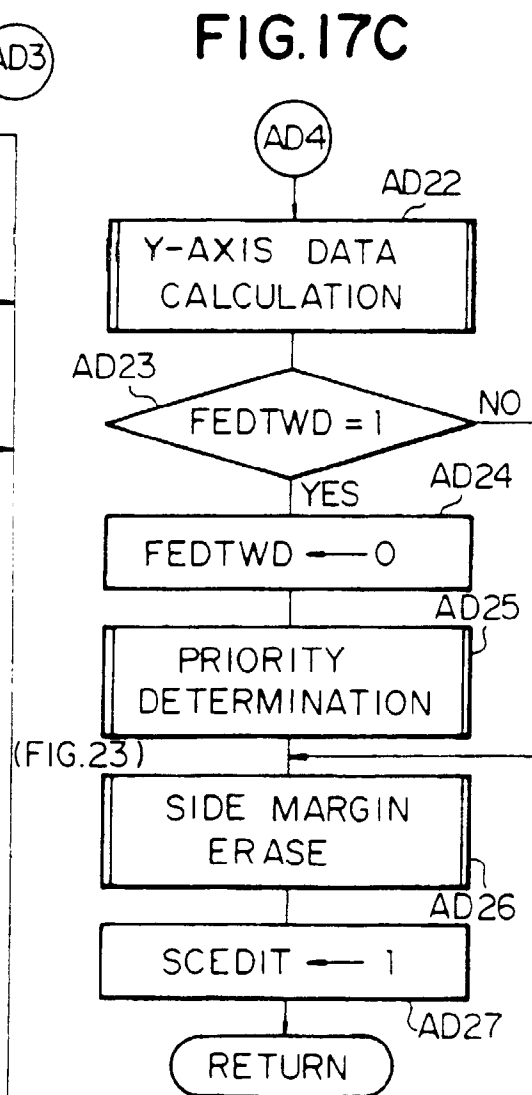 FIG.17C
AD3
AD4
AD22
Y-AXIS DATA
CALCULATION
AD23
FEDTWD = 1
NO
YES
AD24
FEDTWD ← 0
AD25
PRIORITY
DETERMINATION
(FIG.23)
SIDE MARGIN
ERASE
AD26
SCEDIT ← 1
AD27
RETURN